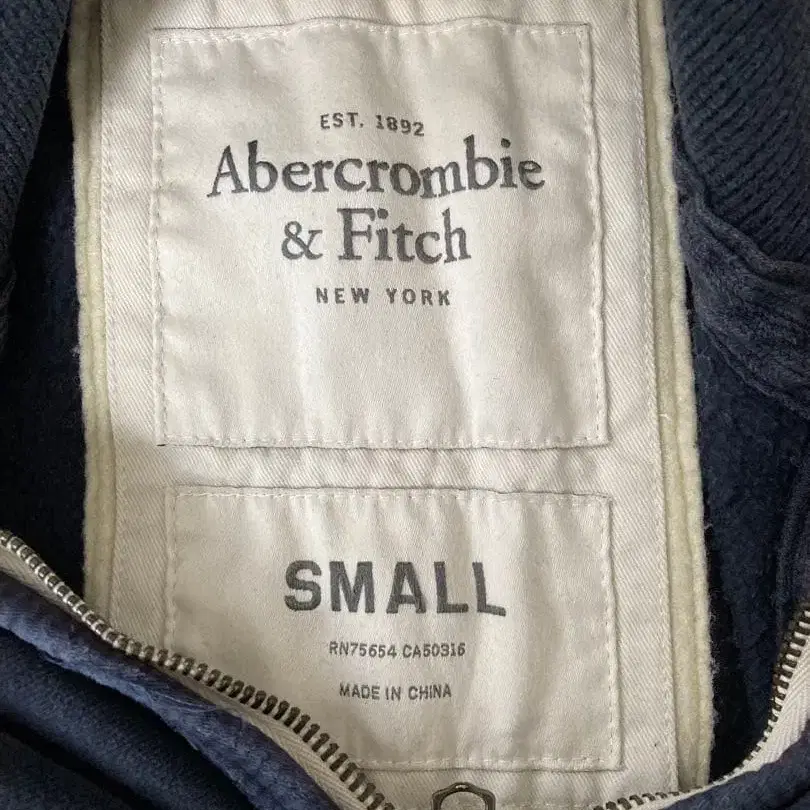 EST. 1892
Abercrombie
& Fitch
NEW YORK
SMALL
RN75654 CA50316
MADE IN CHINA